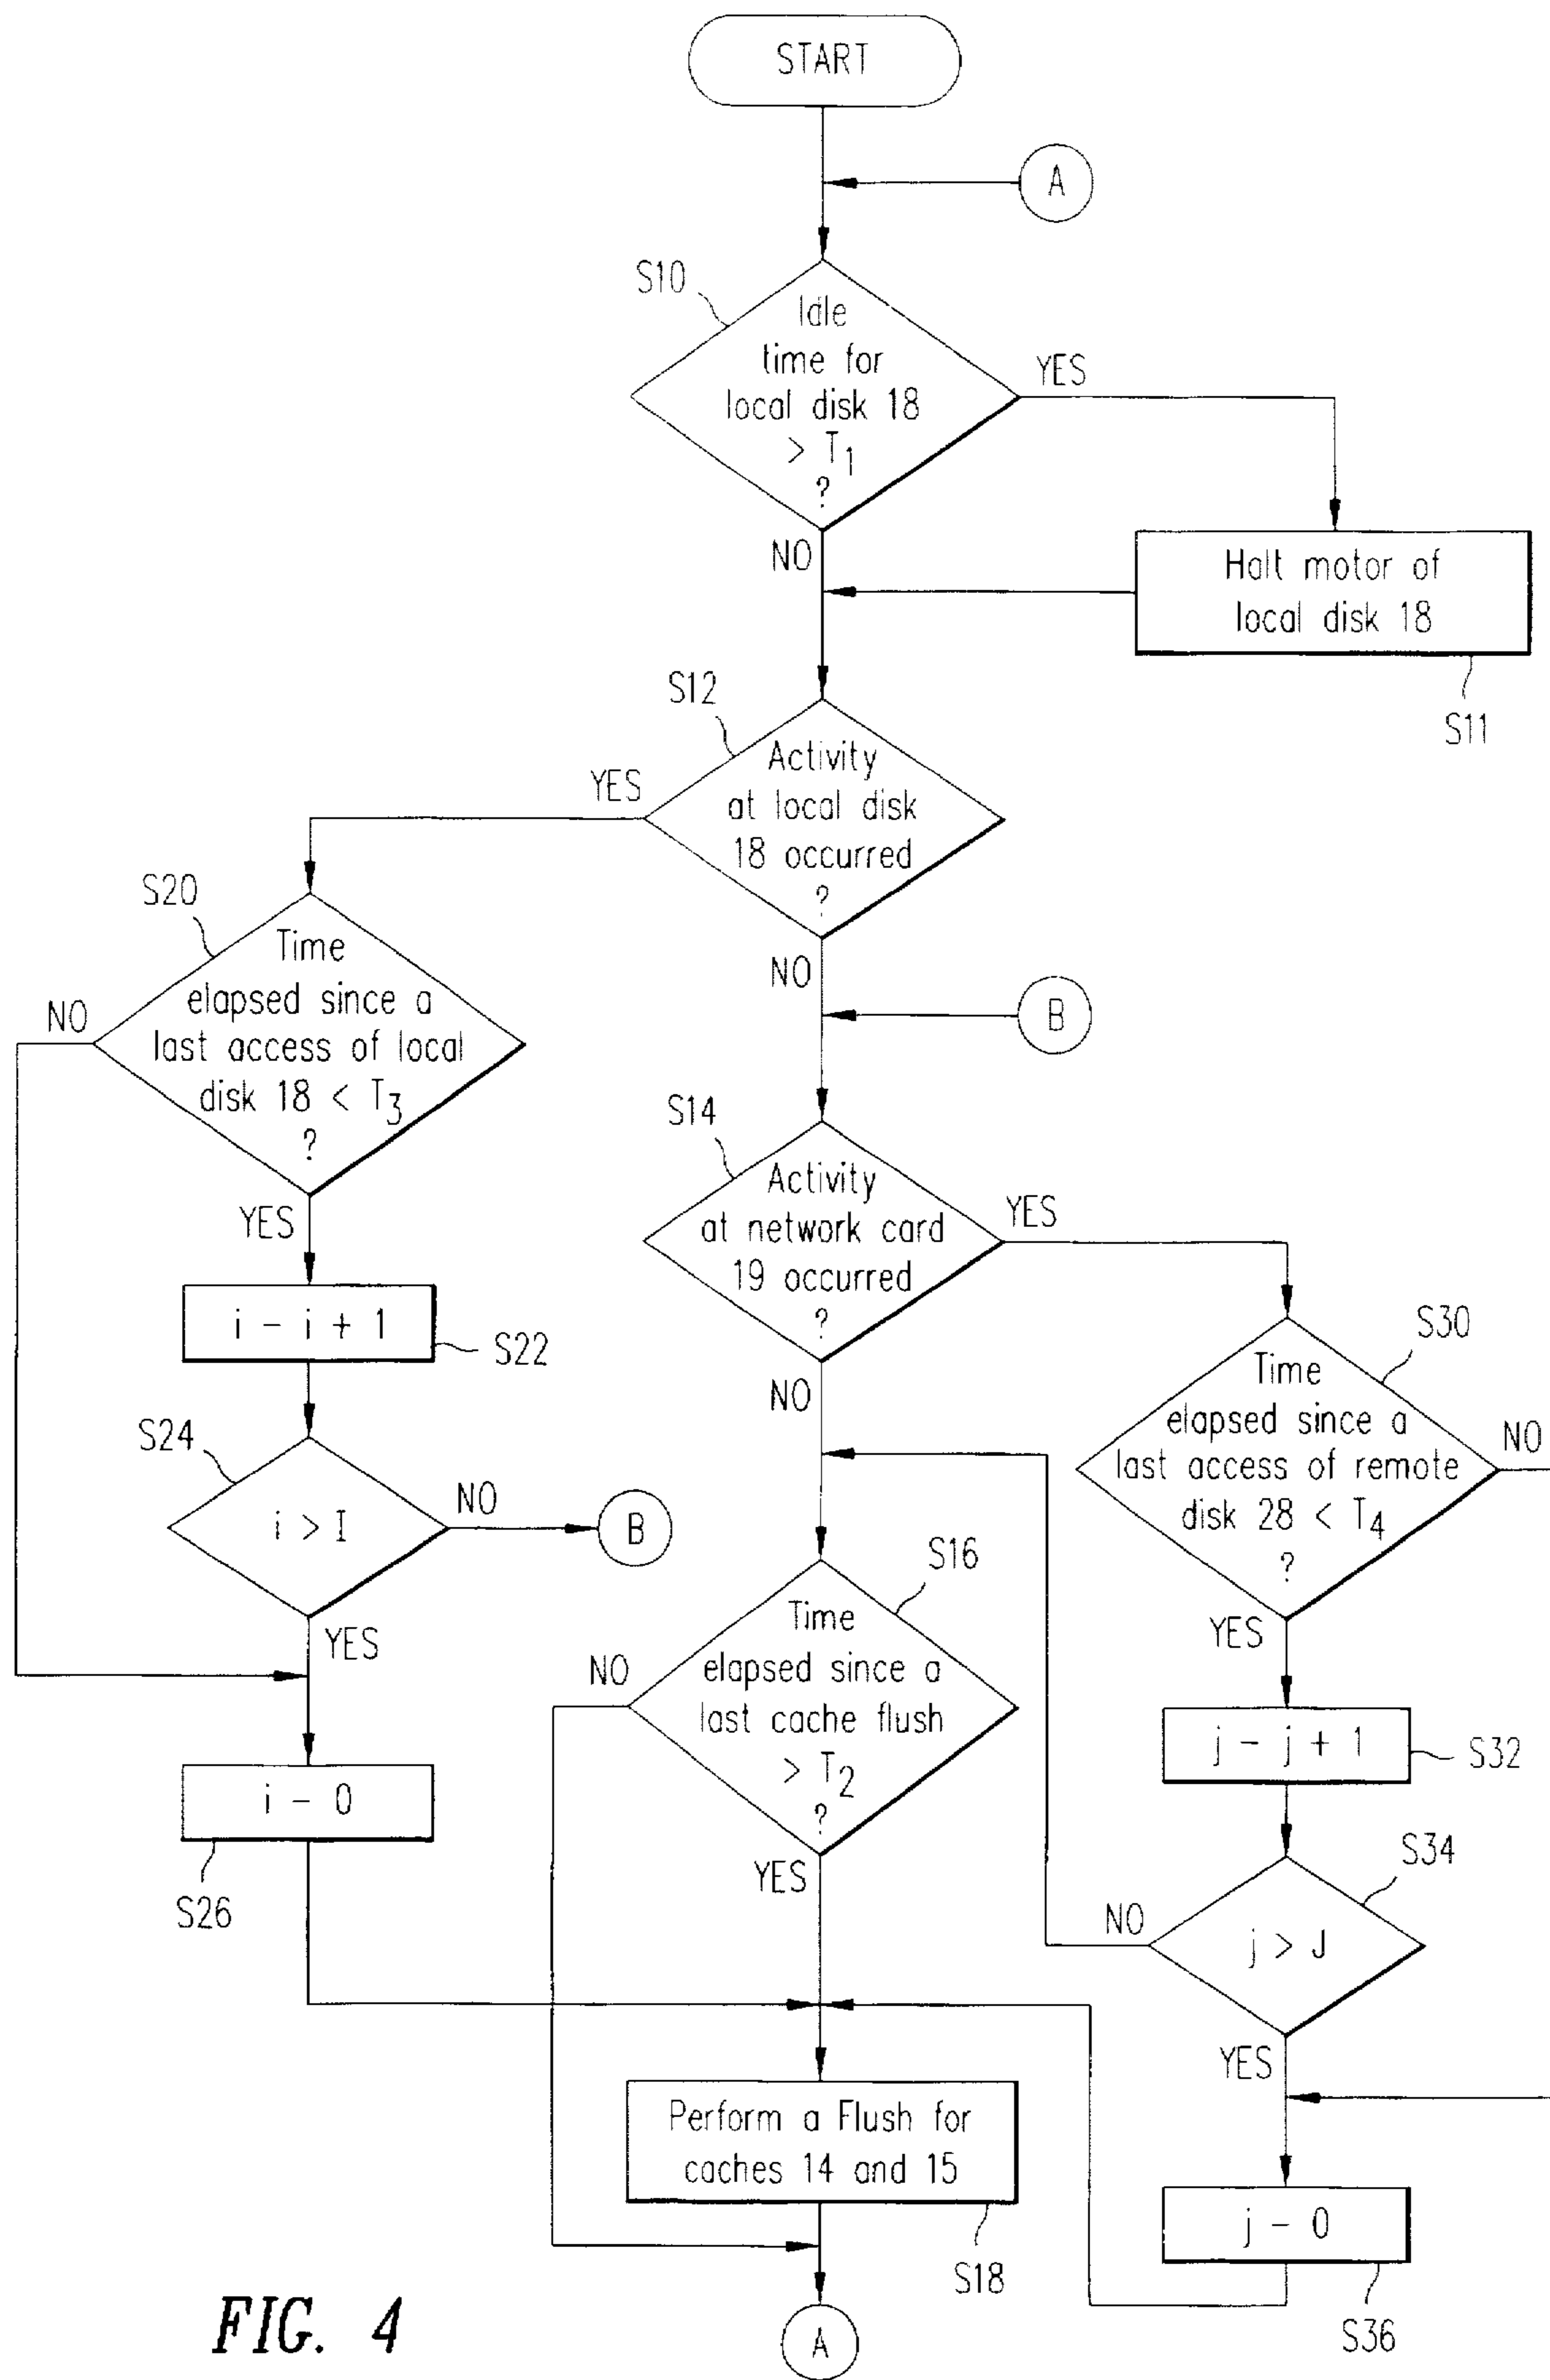 START
A
S10
Idle
time for
local disk 18
> T1
?
YES
NO
Halt motor of
local disk 18
S11
S12
Activity
at local disk
18 occurred
?
YES
NO
B
S20
Time
elapsed since a
last access of local
disk 18 < T3
?
NO
YES
S14
Activity
at network card
19 occurred
?
YES
NO
i - i + 1
S22
S24
i > I
NO
B
YES
S30
Time
elapsed since a
last access of remote
disk 28 < T4
?
NO
YES
S16
Time
elapsed since a
last cache flush
> T2
?
NO
YES
j - j + 1
S32
i - 0
S26
S34
j > J
NO
YES
Perform a Flush for
caches 14 and 15
S18
j - 0
S36
A
FIG. 4